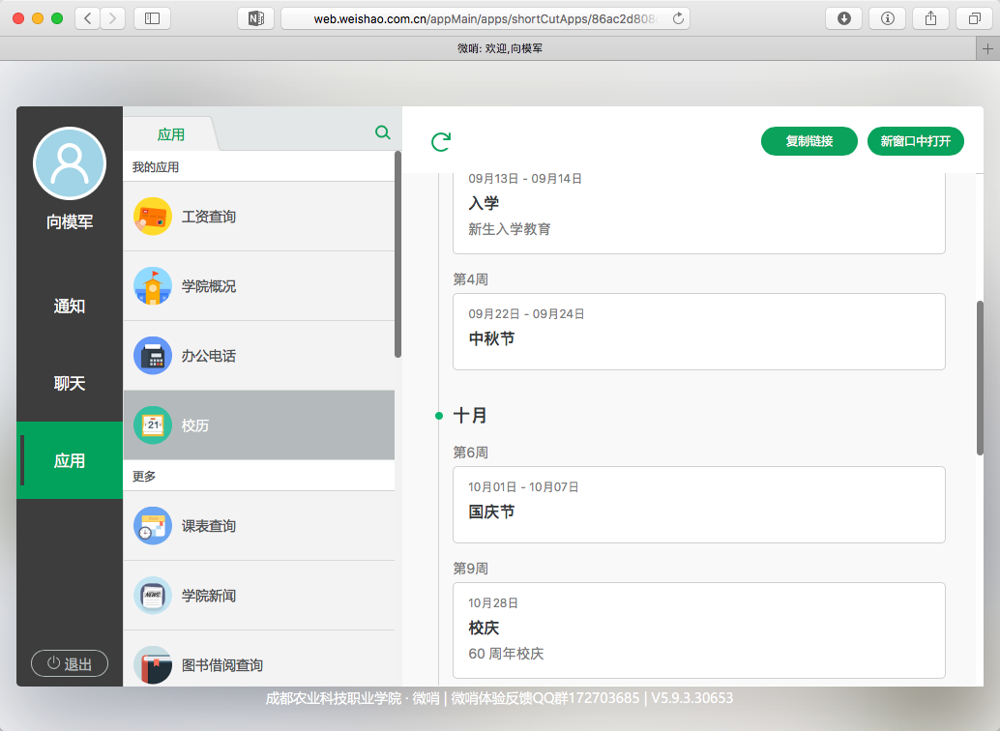 web.weishao.com.cn/appMain/apps/shortCutApps/86ac2d808
微哨: 欢迎,向模军
向模军
通知
聊天
应用
退出
应用
我的应用
工资查询
学院概况
办公电话
21
校历
更多
课表查询
NEWS
学院新闻
图书借阅查询
复制链接
新窗口中打开
09月13日 - 09月14日
入学
新生入学教育
第4周
09月22日 - 09月24日
中秋节
十月
第6周
10月01日 - 10月07日
国庆节
第9周
10月28日
校庆
60 周年校庆
成都农业科技职业学院 · 微哨 | 微哨体验反馈QQ群172703685 | V5.9.3.30653